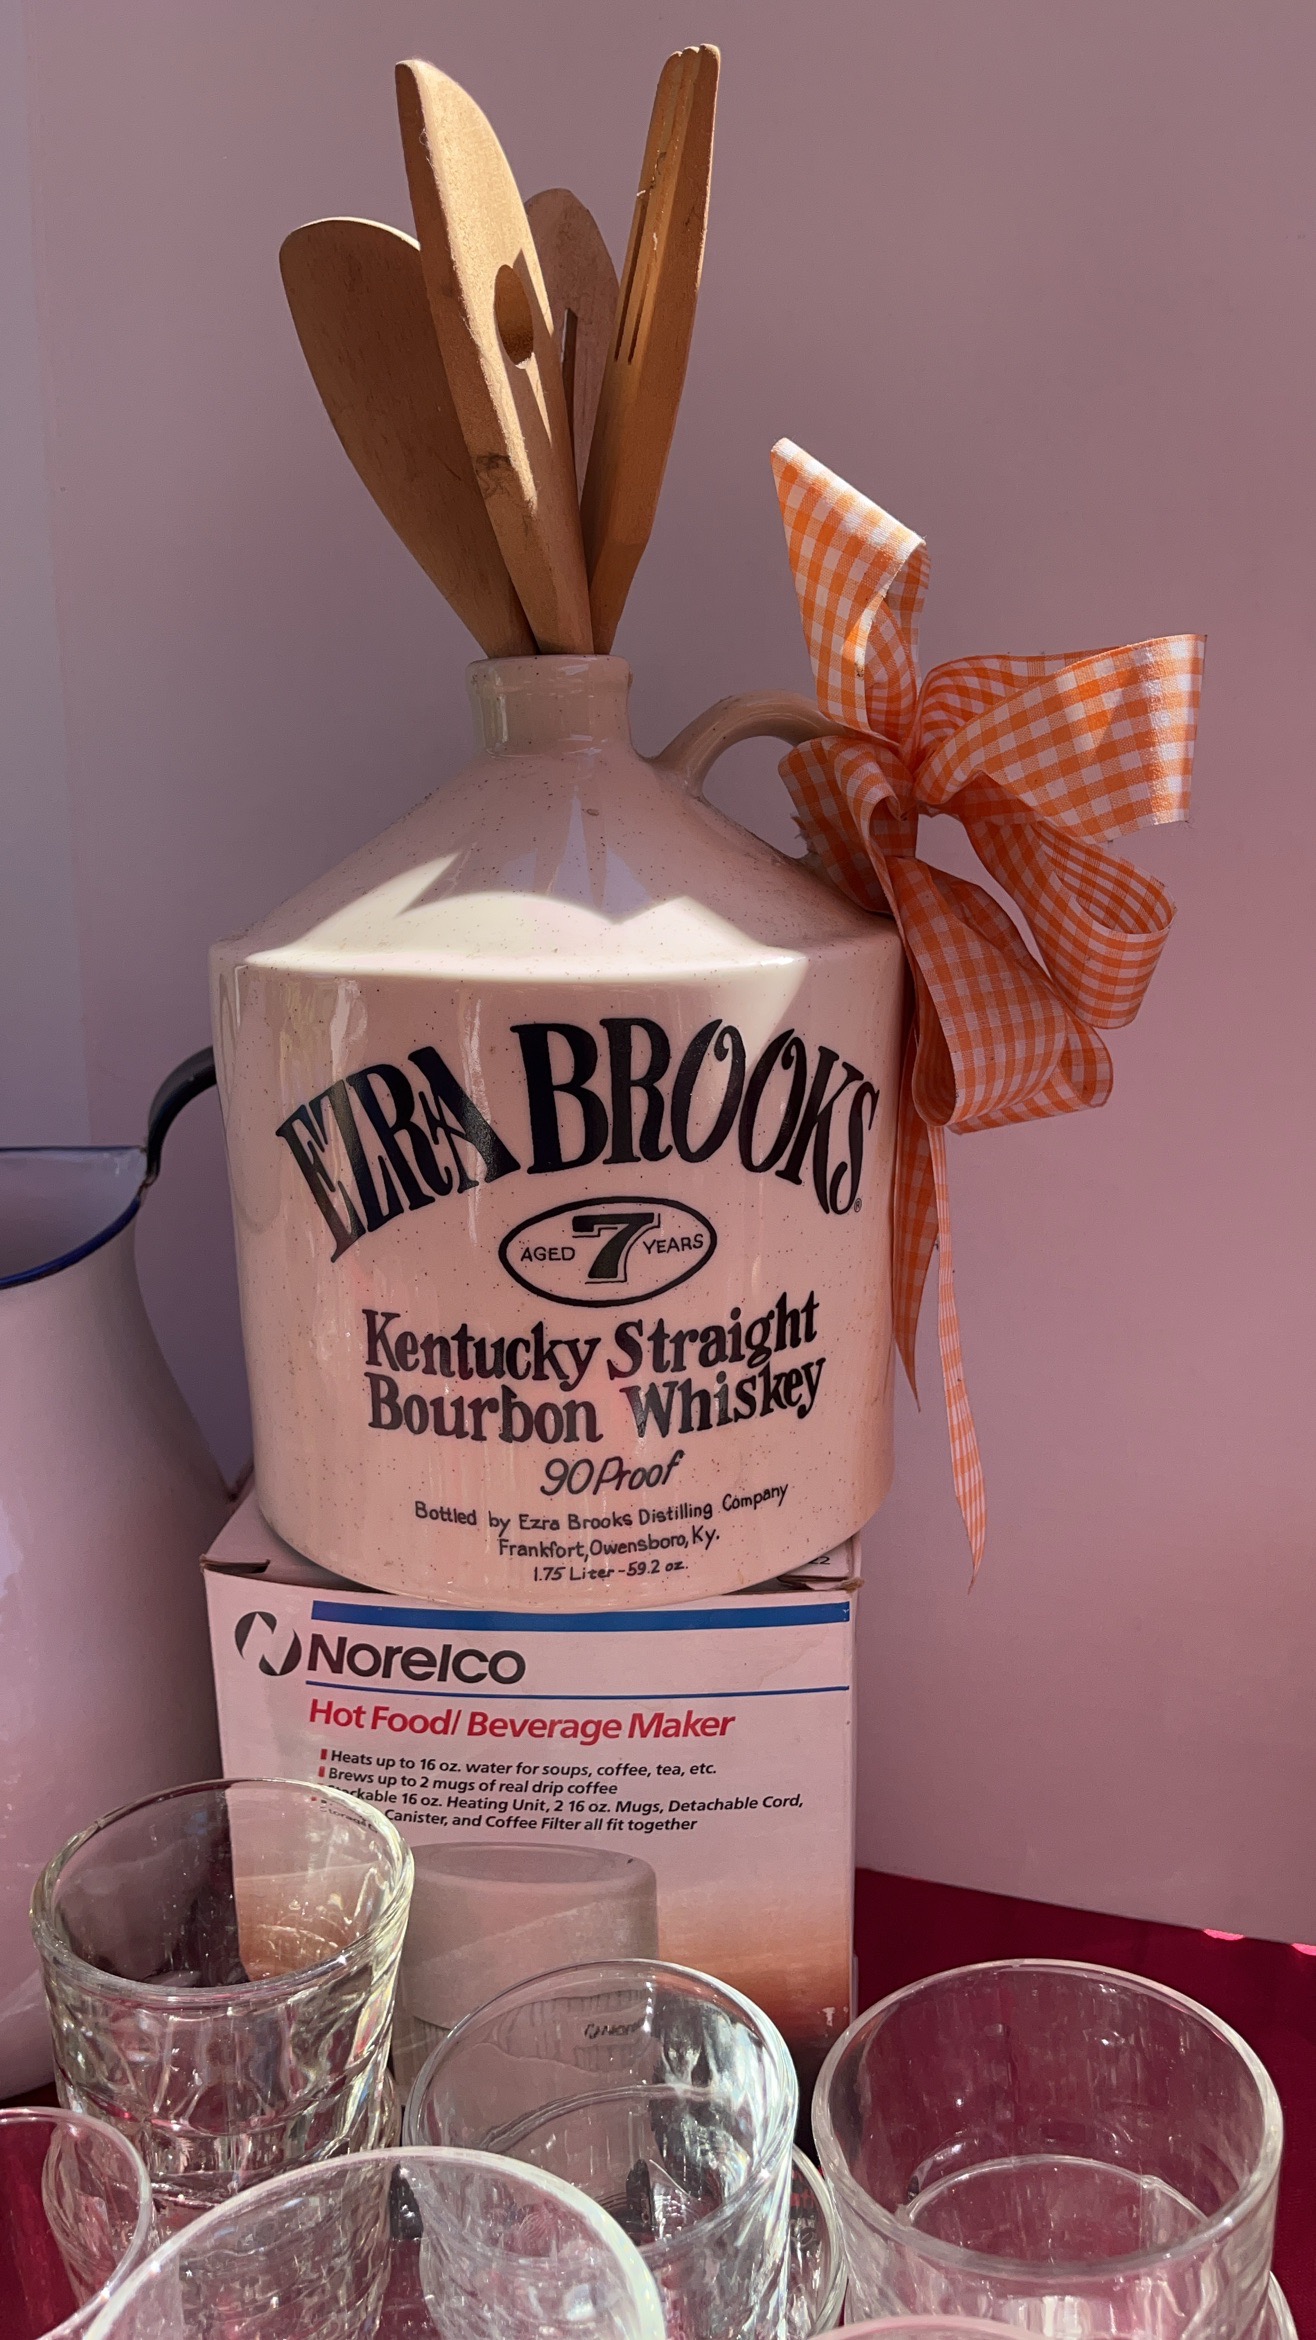 EZRA BROOKS®
AGED 7 YEARS
Kentucky Straight
Bourbon Whiskey
90 Proof
Bottled by Ezra Brooks Distilling Company
Frankfort, Owensboro, Ky.
1.75 Liter - 59.2 oz.
Norelco
Hot Food/Beverage Maker
Heats up to 16 oz. water for soups, coffee, tea, etc.
Brews up to 2 mugs of real drip coffee
16 oz. Heating Unit, 2 16 oz. Mugs, Detachable Cord,
Canister, and Coffee Filter all fit together